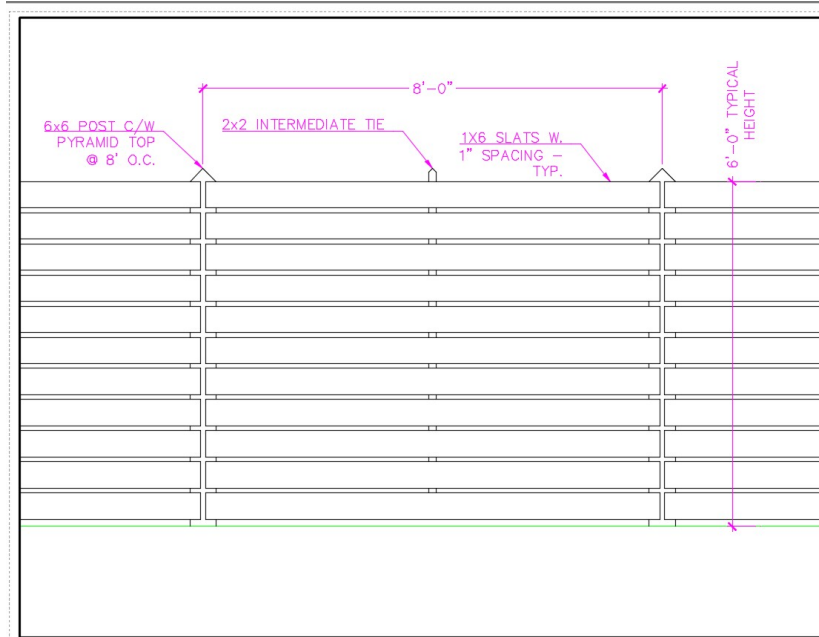 8'-0"
6x6 POST C/W
PYRAMID TOP
@ 8' O.C.
2x2 INTERMEDIATE TIE
1X6 SLATS W.
1" SPACING –
TYP.
6'-0" TYPICAL
HEIGHT